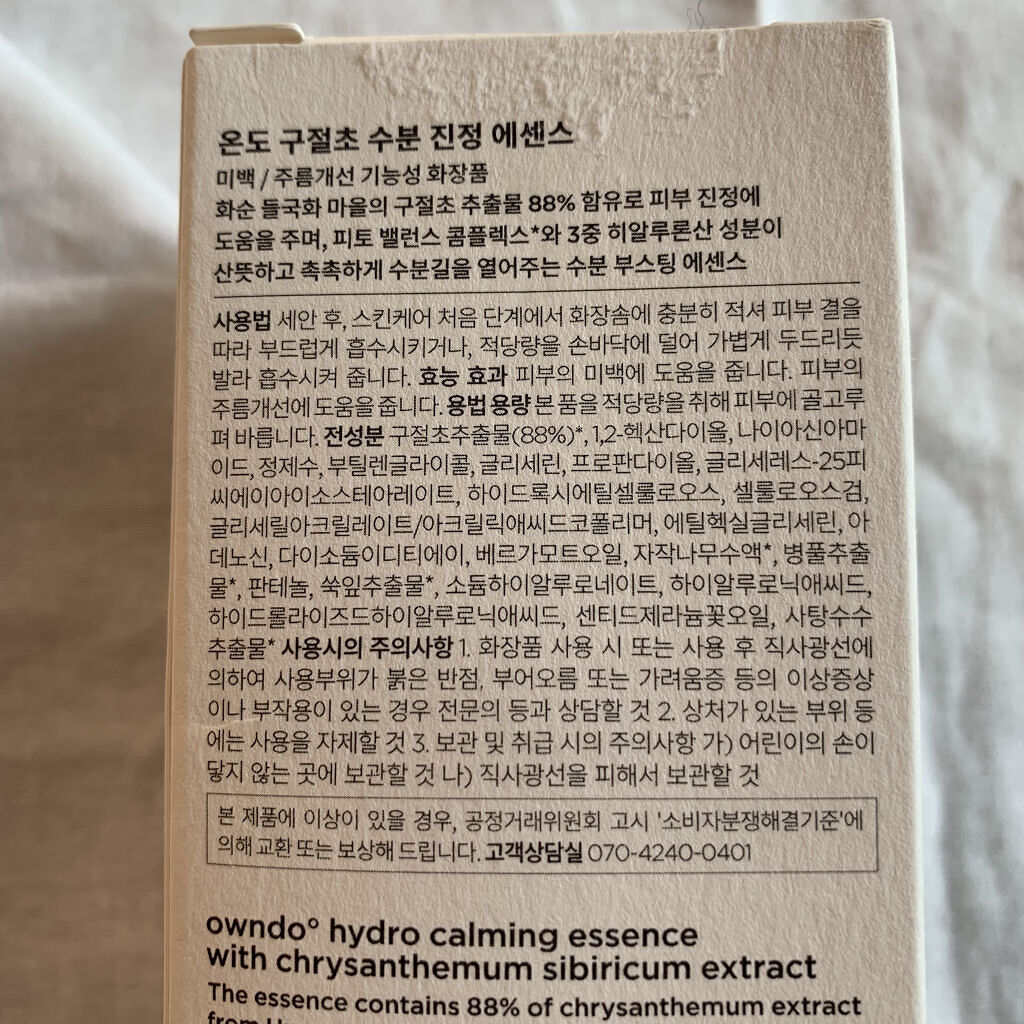 온도 구절초 수분 진정 에센스
미백 / 주름개선 기능성 화장품
화순 들국화 마을의 구절초 추출물 88% 함유로 피부 진정에
도움을 주며, 피토 밸런스 콤플렉스*와 3중 히알루론산 성분이
산뜻하고 촉촉하게 수분길을 열어주는 수분 부스팅 에센스
사용법 세안 후, 스킨케어 처음 단계에서 화장솜에 충분히 적셔 피부 결을
따라 부드럽게 흡수시키거나, 적당량을 손바닥에 덜어 가볍게 두드리듯
발라 흡수시켜 줍니다. 효능 효과 피부의 미백에 도움을 줍니다. 피부의
주름개선에 도움을 줍니다. 용법 용량 본 품을 적당량을 취해 피부에 골고루
펴 바릅니다. 전성분 구절초추출물(88%)*, 1,2-헥산다이올, 나이아신아마
이드, 정제수, 부틸렌글라이콜, 글리세린, 프로판다이올, 글리세레스-25피
씨에이아이소스테아레이트, 하이드록시에틸셀룰로오스, 셀룰로오스검,
글리세릴아크릴레이트/아크릴릭애씨드코폴리머, 에틸헥실글리세린, 아
데노신, 다이소듐이디티에이, 베르가모트오일, 자작나무수액*, 병풀추출
물*, 판테놀, 쑥잎추출물*, 소듐하이알루로네이트, 하이알루로닉애씨드,
하이드롤라이즈드하이알루로닉애씨드, 센티드제라늄꽃오일, 사탕수수
추출물* 사용시의 주의사항 1. 화장품 사용 시 또는 사용 후 직사광선에
의하여 사용부위가 붉은 반점, 부어오름 또는 가려움증 등의 이상증상
이나 부작용이 있는 경우 전문의 등과 상담할 것 2. 상처가 있는 부위 등
에는 사용을 자제할 것 3. 보관 및 취급 시의 주의사항 가) 어린이의 손이
닿지 않는 곳에 보관할 것 나) 직사광선을 피해서 보관할 것
본 제품에 이상이 있을 경우, 공정거래위원회 고시 '소비자분쟁해결기준'에
의해 교환 또는 보상해 드립니다. 고객상담실 070-4240-0401
owndo° hydro calming essence
with chrysanthemum sibiricum extract
The essence contains 88% of chrysanthemum extract
from